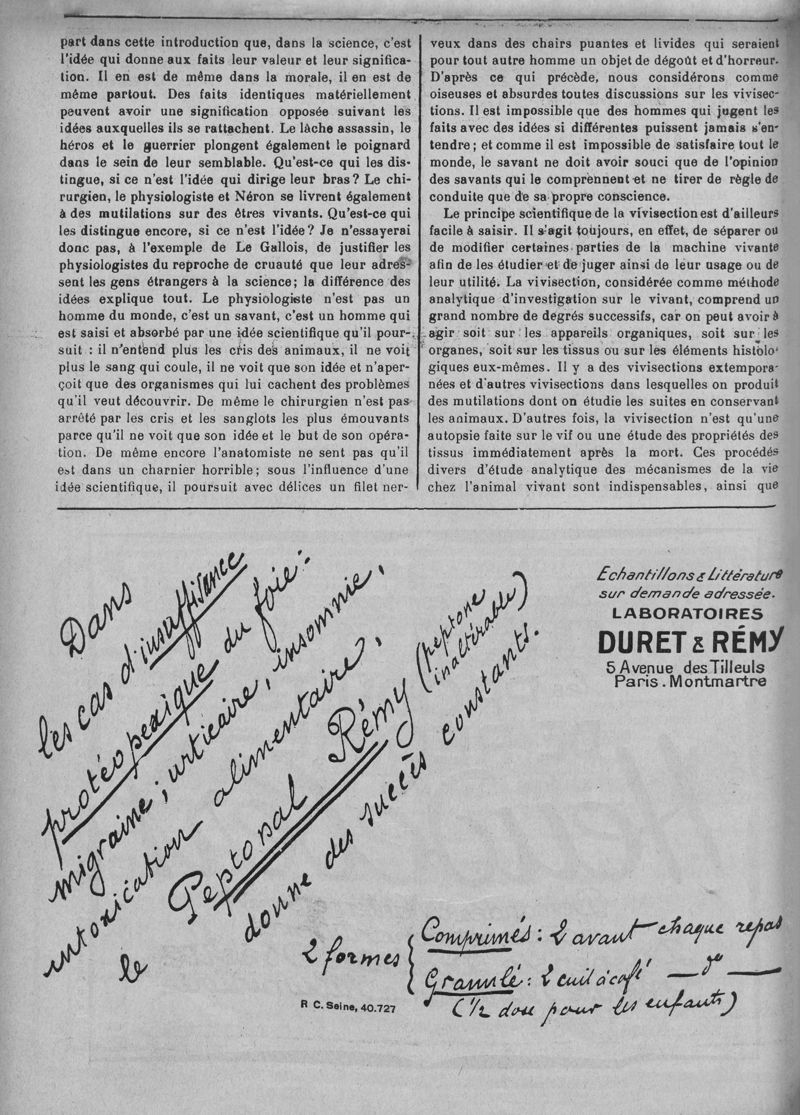 part dans cette introduction que, dans la science, c'est
l'idée qui donne aux faits leur valeur et leur significa-
tion. Il en est de même dans la morale, il en est de
même partout. Des faits identiques matériellement
peuvent avoir une signification opposée suivant les
idées auxquelles ils se rattachent. Le lâche assassin, le
héros et le guerrier plongent également le poignard
dans le sein de leur semblable. Qu'est-ce qui les dis-
tingue, si ce n'est l'idée qui dirige leur bras ? Le chi-
rurgien, le physiologiste et Néron se livrent également
à des mutilations sur des êtres vivants. Qu'est-ce qui
les distingue encore, si ce n'est l'idée? Je n'essayerai
donc pas, à l'exemple de Le Gallois, de justifier les
physiologistes du reproche de cruauté que leur adres-
sent les gens étrangers à la science; la différence des
idées explique tout. Le physiologiste n'est pas un
homme du monde, c'est un savant, c'est un homme qui
est saisi et absorbé par une idée scientifique qu'il pour-
suit : il n'entend plus les cris des animaux, il ne voit
plus le sang qui coule, il ne voit que son idée et n'aper-
çoit que des organismes qui lui cachent des problèmes
qu'il veut découvrir. De même le chirurgien n'est pas
arrêté par les cris et les sanglots les plus émouvants
parce qu'il ne voit que son idée et le but de son opéra-
tion. De même encore l'anatomiste ne sent pas qu'il
est dans un charnier horrible; sous l'influence d'une
idée scientifique, il poursuit avec délices un filet ner-
veux dans des chairs puantes et livides qui seraient
pour tout autre homme un objet de dégoût et d'horreur.
D'après ce qui précède, nous considérons comme
oiseuses et absurdes toutes discussions sur les vivisec-
tions. Il est impossible que des hommes qui jugent les
faits avec des idées si différentes puissent jamais s'en-
tendre; et comme il est impossible de satisfaire tout le
monde, le savant ne doit avoir souci que de l'opinion
des savants qui le comprennent et ne tirer de règle de
conduite que de sa propre conscience.
Le principe scientifique de la vivisection est d'ailleurs
facile à saisir. Il s'agit toujours, en effet, de séparer ou
de modifier certaines parties de la machine vivante
afin de les étudier et de juger ainsi de leur usage ou de
leur utilité. La vivisection, considérée comme méthode
analytique d'investigation sur le vivant, comprend un
grand nombre de degrés successifs, car on peut avoir à
agir soit sur les appareils organiques, soit sur les
organes, soit sur les tissus ou sur les éléments histolo-
giques eux-mêmes. Il y a des vivisections extempora-
nées et d'autres vivisections dans lesquelles on produit
des mutilations dont on étudie les suites en conservant
les animaux. D'autres fois, la vivisection n'est qu'une
autopsie faite sur le vif ou une étude des propriétés des
tissus immédiatement après la mort. Ces procédés
divers d'étude analytique des mécanismes de la vie
chez l'animal vivant sont indispensables, ainsi que
Dans
les cas d'insuffisance
protéopexique du foie:
migraine; urticaire, insomnie,
intoxication alimentaire,
le Peptonal Rémy (peptone
inaltérable)
donne des succès constants.
2 formes
Comprimés: 2 avant chaque repas
Granulé: 2 cuil à café — do —
(1/2 dose pour les enfants)
Echantillons & Littérature
sur demande adressée.
LABORATOIRES
DURET & RÉMY
5 Avenue des Tilleuls
Paris. Montmartre
R C. Seine, 40.727